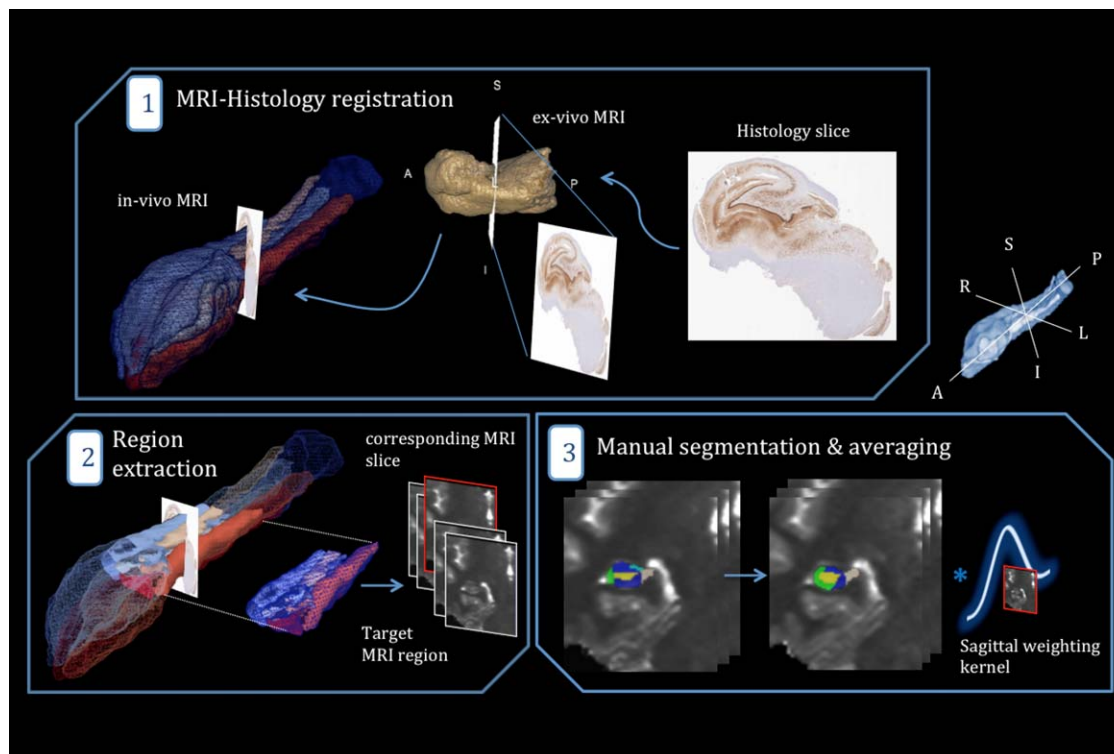 1
MRI-Histology registration
in-vivo MRI
S
ex-vivo MRI
A
L
P
I
Histology slice
S
P
R
L
I
A
2
Region
extraction
corresponding MRI
slice
Target
MRI region
3
Manual segmentation & averaging
*
Sagittal weighting
kernel